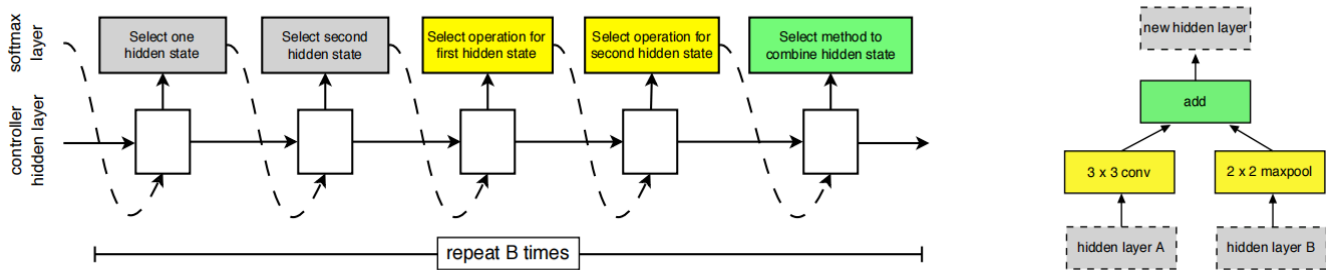 softmax
layer
controller
hidden layer
Select one
hidden state
Select second
hidden state
Select operation for
first hidden state
Select operation for
second hidden state
Select method to
combine hidden state
repeat B times
new hidden layer
add
3 x 3 conv
2 x 2 maxpool
hidden layer A
hidden layer B